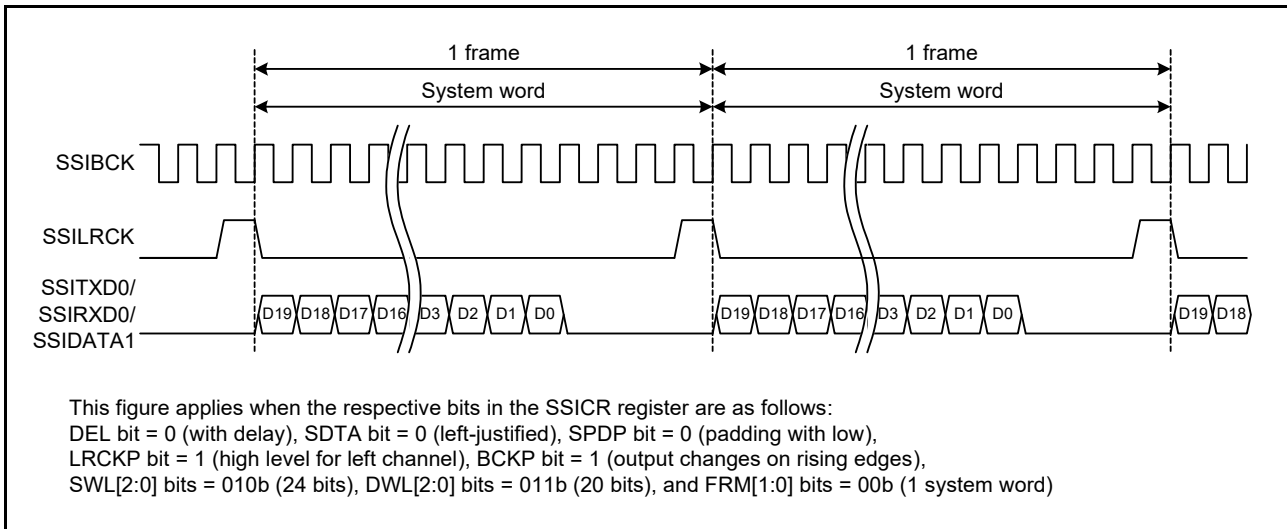 1 frame 1 frame
System word System word
SSIBCK
SSILRCK
SSITXD0/
SSIRXD0/
SSIDATA1
D19 D18 D17 D16 D3 D2 D1 D0 D19 D18 D17 D16 D3 D2 D1 D0 D19 D18
This figure applies when the respective bits in the SSICR register are as follows:
DEL bit = 0 (with delay), SDTA bit = 0 (left-justified), SPDP bit = 0 (padding with low),
LRCKP bit = 1 (high level for left channel), BCKP bit = 1 (output changes on rising edges),
SWL[2:0] bits = 010b (24 bits), DWL[2:0] bits = 011b (20 bits), and FRM[1:0] bits = 00b (1 system word)